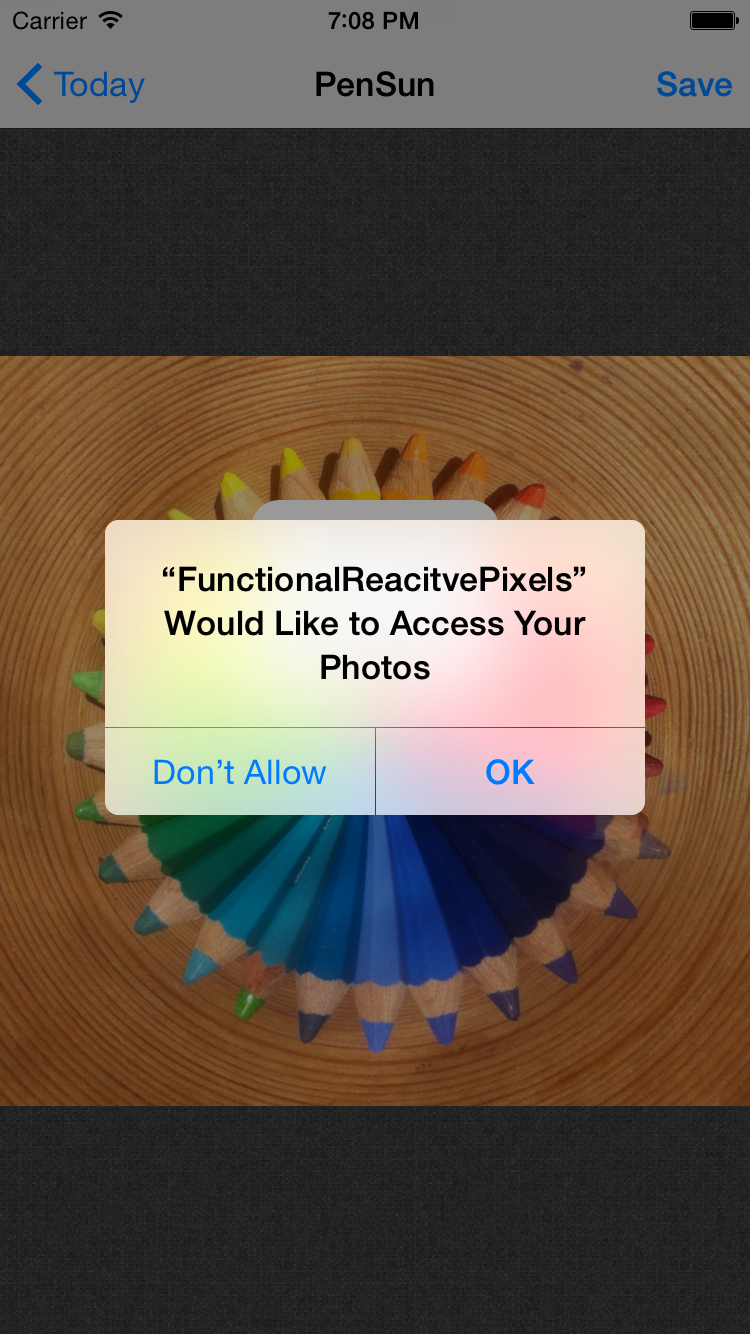 Carrier 7:08 PM
Today PenSun Save
“FunctionalReacitvePixels”
Would Like to Access Your
Photos
Don’t Allow OK